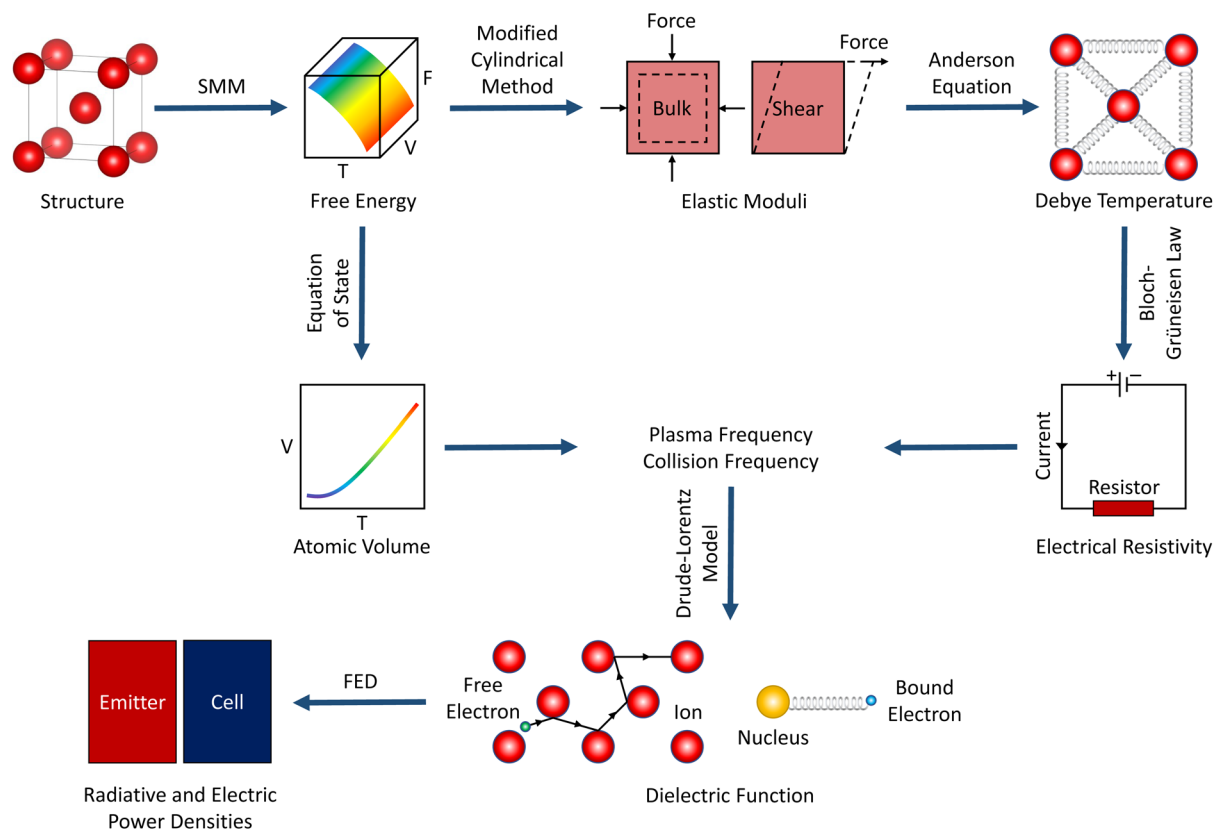 SMM
F
V
T
Modified
Cylindrical
Method
Force
Force
Bulk
Shear
Anderson
Equation
Structure
Free Energy
Elastic Moduli
Debye Temperature
Equation
of State
Bloch-
Grüneisen Law
V
T
Atomic Volume
Plasma Frequency
Collision Frequency
+ −
Current
Resistor
Electrical Resistivity
Drude-Lorentz
Model
Emitter
Cell
FED
Free
Electron
Ion
Nucleus
Bound
Electron
Radiative and Electric
Power Densities
Dielectric Function